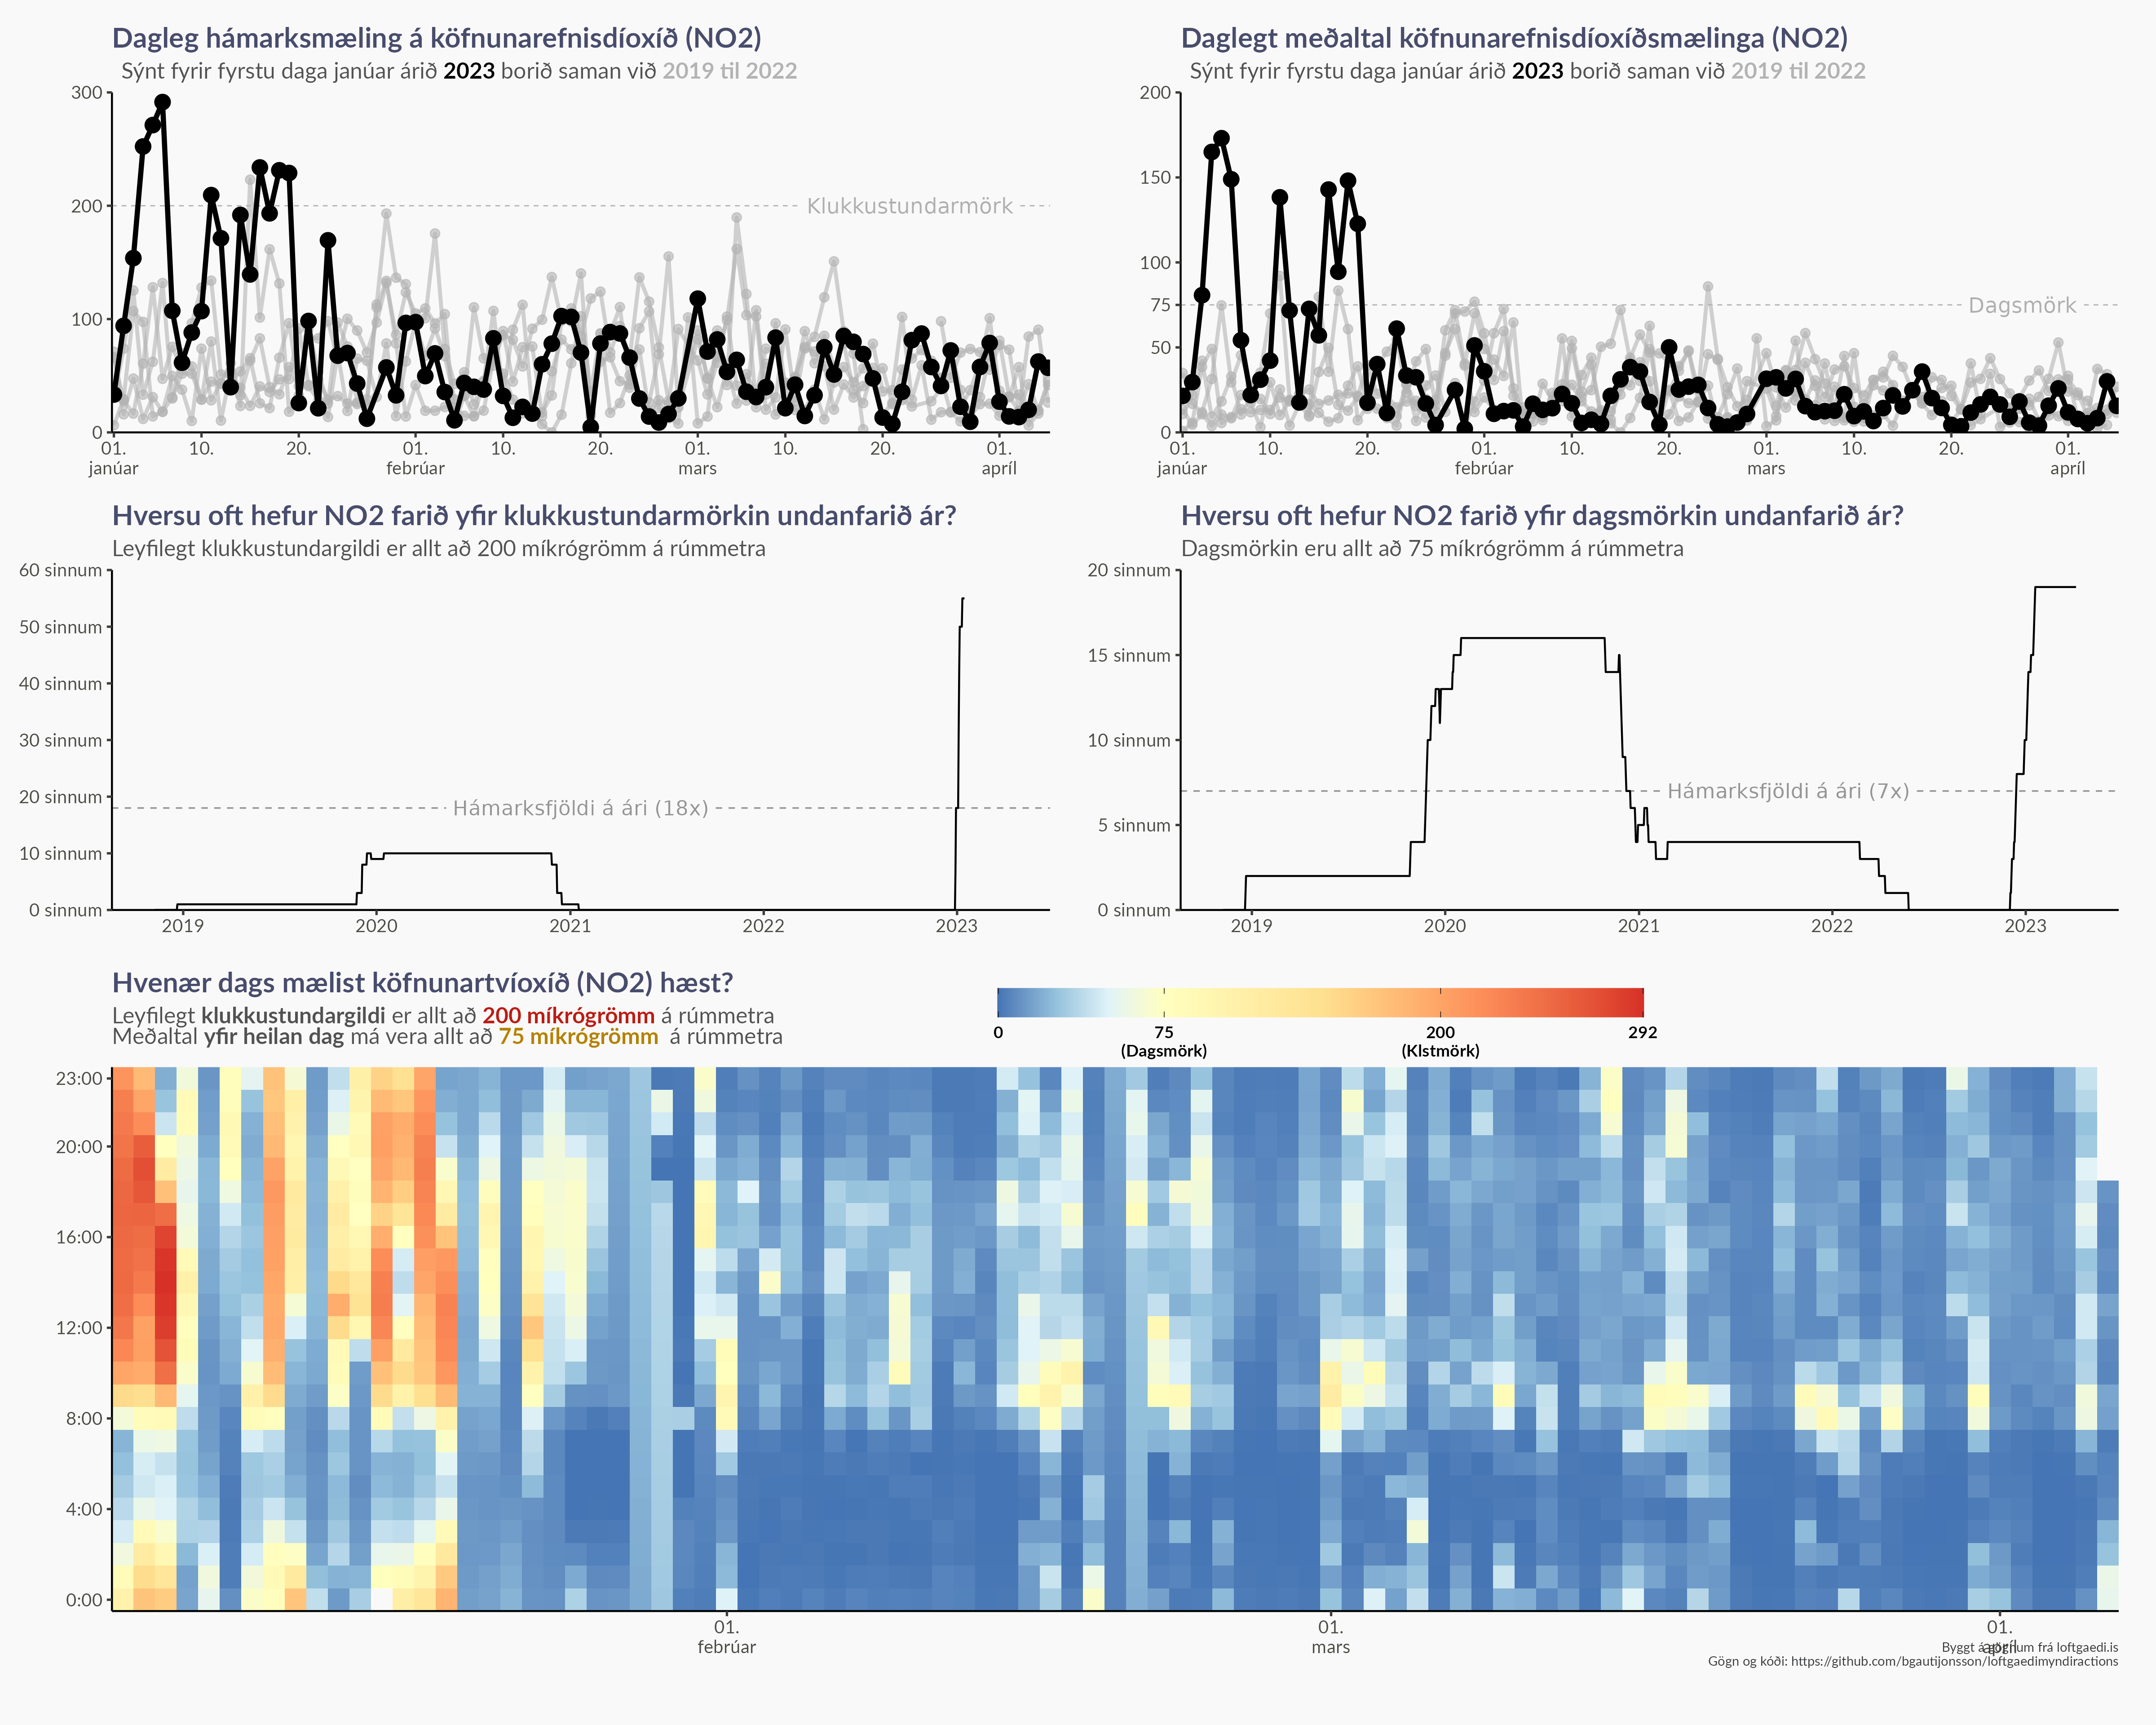 Dagleg hámarksmæling á köfnunarefnisdíoxíð (NO2)
Sýnt fyrir fyrstu daga janúar árið 2023 borið saman við 2019 til 2022
300
200
100
0
Klukkustundarmörk
01. 10. 20. 01. 10. 20. 01. 10. 20. 01.
janúar febrúar mars apríl
Daglegt meðaltal köfnunarefnisdíoxíðsmælinga (NO2)
Sýnt fyrir fyrstu daga janúar árið 2023 borið saman við 2019 til 2022
200
150
100
75
50
0
Dagsmörk
01. 10. 20. 01. 10. 20. 01. 10. 20. 01.
janúar febrúar mars apríl
Hversu oft hefur NO2 farið yfir klukkustundarmörkin undanfarið ár?
Leyfilegt klukkustundargildi er allt að 200 míkrógrömm á rúmmetra
60 sinnum
50 sinnum
40 sinnum
30 sinnum
20 sinnum
10 sinnum
0 sinnum
Hámarksfjöldi á ári (18x)
2019 2020 2021 2022 2023
Hversu oft hefur NO2 farið yfir dagsmörkin undanfarið ár?
Dagsmörkin eru allt að 75 míkrógrömm á rúmmetra
20 sinnum
15 sinnum
10 sinnum
5 sinnum
0 sinnum
Hámarksfjöldi á ári (7x)
2019 2020 2021 2022 2023
Hvenær dags mælist köfnunartvíoxíð (NO2) hæst?
Leyfilegt klukkustundargildi er allt að 200 míkrógrömm á rúmmetra
Meðaltal yfir heilan dag má vera allt að 75 míkrógrömm á rúmmetra
0 75 200 292
(Dagsmörk) (Klstmörk)
23:00
20:00
16:00
12:00
8:00
4:00
0:00
01. 01. 01.
febrúar mars apríl
Byggt á gögnum frá loftgaedi.is
Gögn og kóði: https://github.com/bgautijonsson/loftgaedimyndiractions